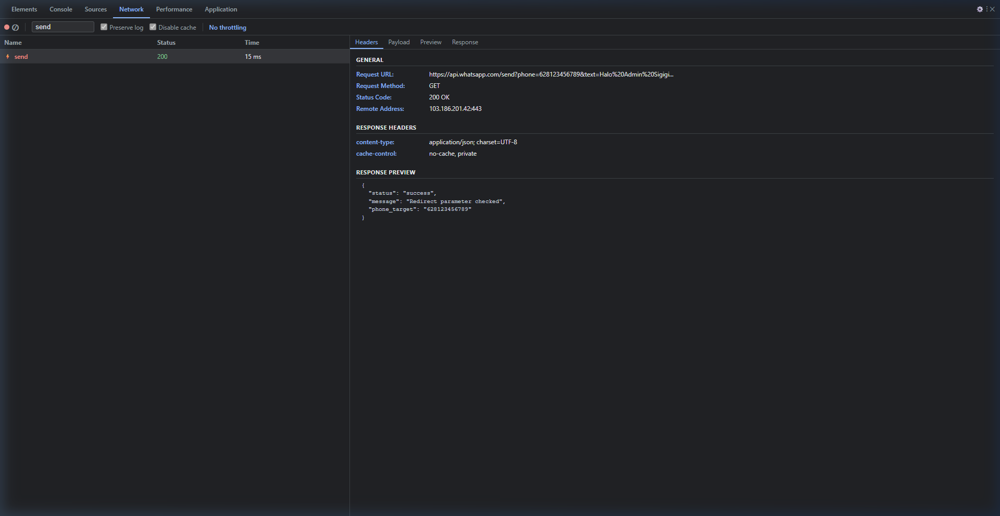 Elements Console Sources Network Performance Application
send Preserve log Disable cache No throttling
Name Status Time
send 200 15 ms
Headers Payload Preview Response
GENERAL
Request URL: https://api.whatsapp.com/send?phone=628123456789&text=Halo%20Admin%20Sigigi...
Request Method: GET
Status Code: 200 OK
Remote Address: 103.186.201.42:443
RESPONSE HEADERS
content-type: application/json; charset=UTF-8
cache-control: no-cache, private
RESPONSE PREVIEW
{
"status": "success",
"message": "Redirect parameter checked",
"phone_target": "628123456789"
}